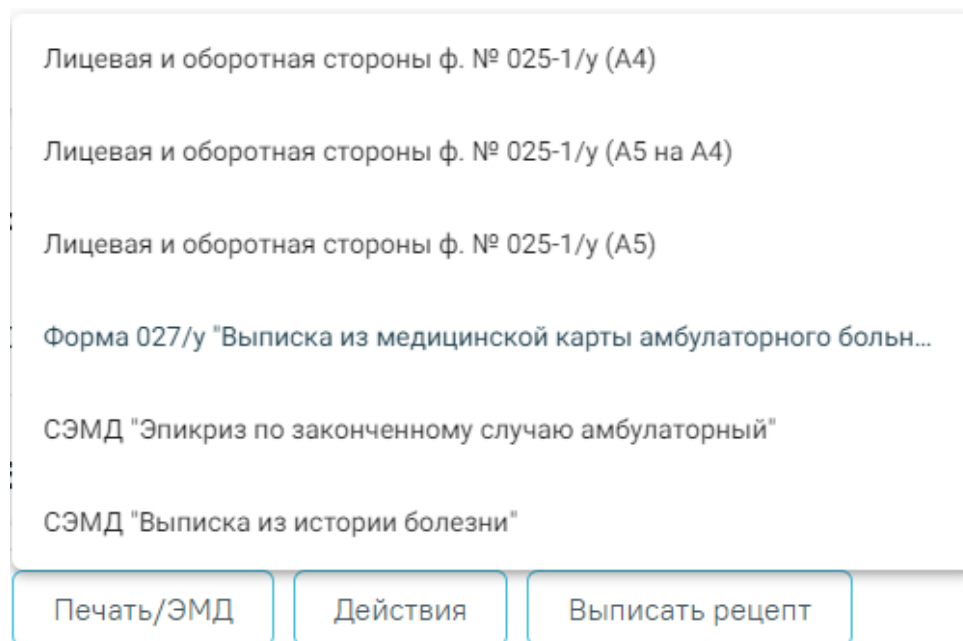 Лицевая и оборотная стороны ф. № 025-1/у (А4)
Лицевая и оборотная стороны ф. № 025-1/у (А5 на А4)
Лицевая и оборотная стороны ф. № 025-1/у (А5)
Форма 027/у "Выписка из медицинской карты амбулаторного больн...
СЭМД "Эпикриз по законченному случаю амбулаторный"
СЭМД "Выписка из истории болезни"
Печать/ЭМД Действия Выписать рецепт